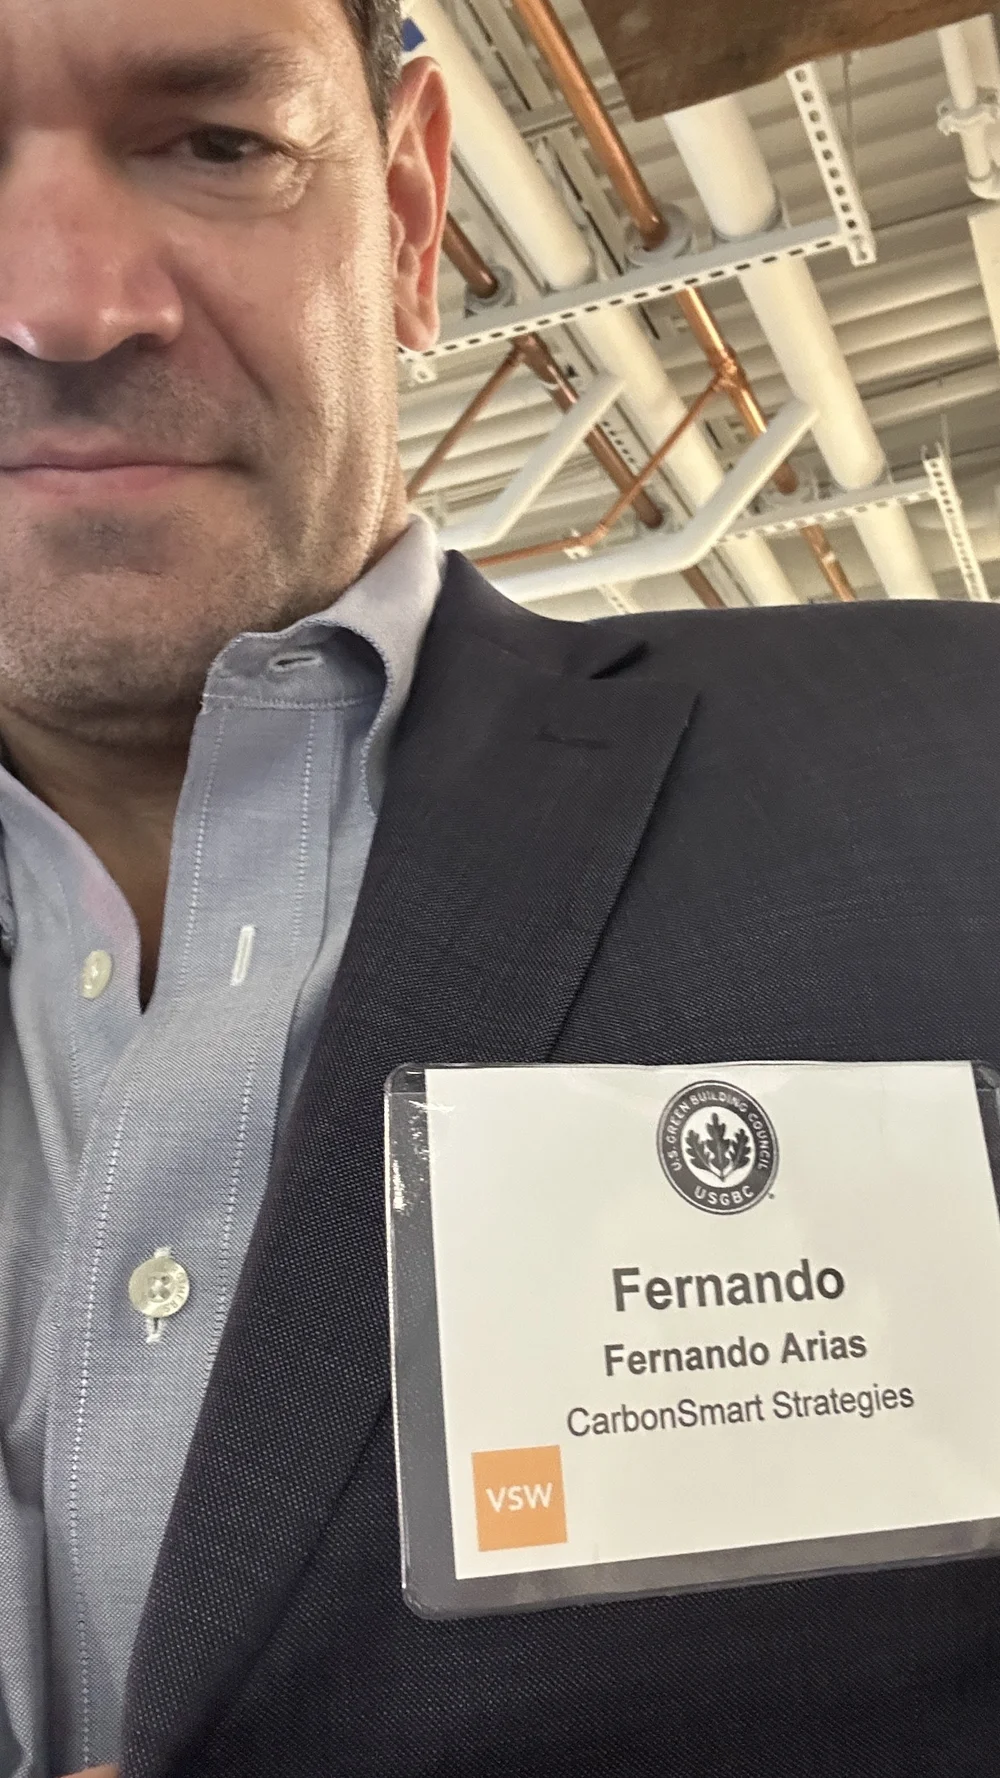 U.S. GREEN BUILDING COUNCIL
USGBC
Fernando
Fernando Arias
CarbonSmart Strategies
VSW